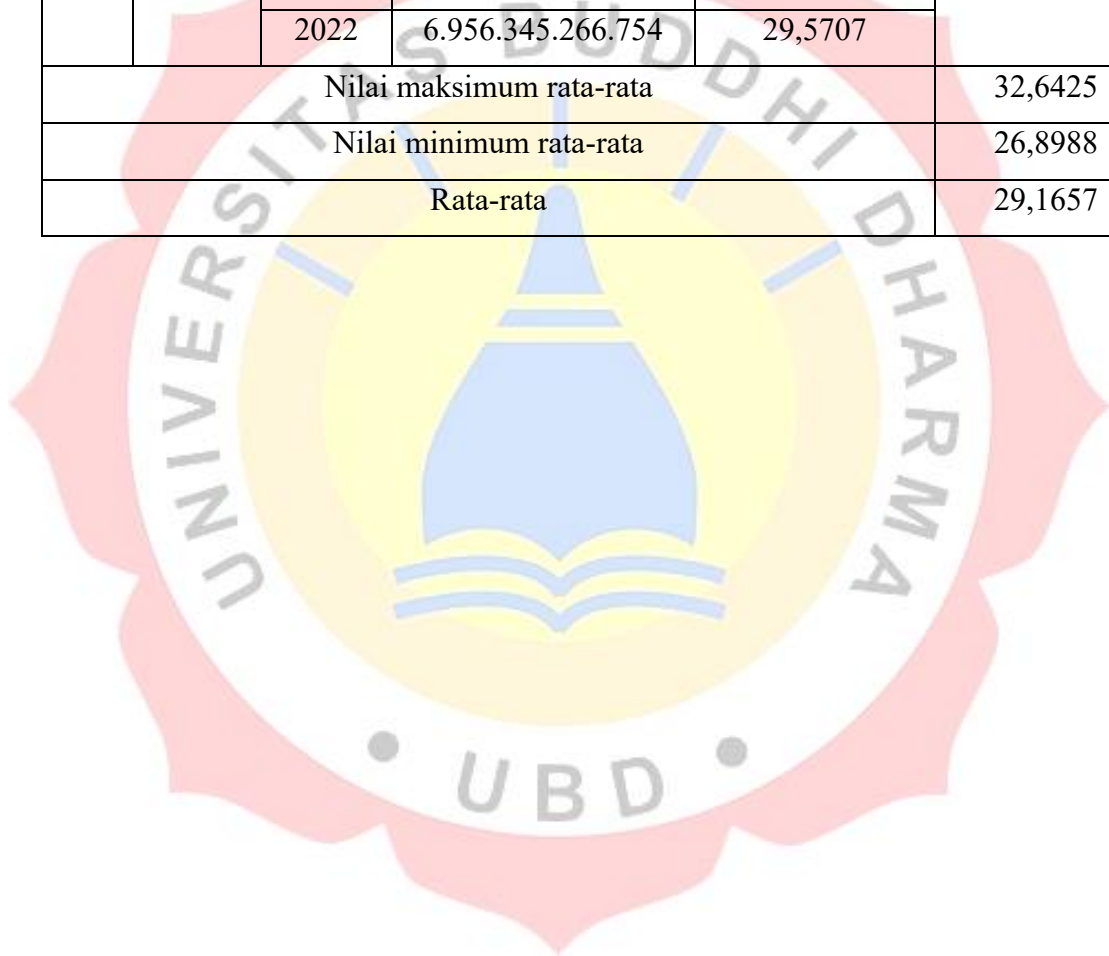 2022 6.956.345.266.754 29,5707
Nilai maksimum rata-rata 32,6425
Nilai minimum rata-rata 26,8988
Rata-rata 29,1657
UNIVERSITAS BUDDHI DHARMA
• UBD •